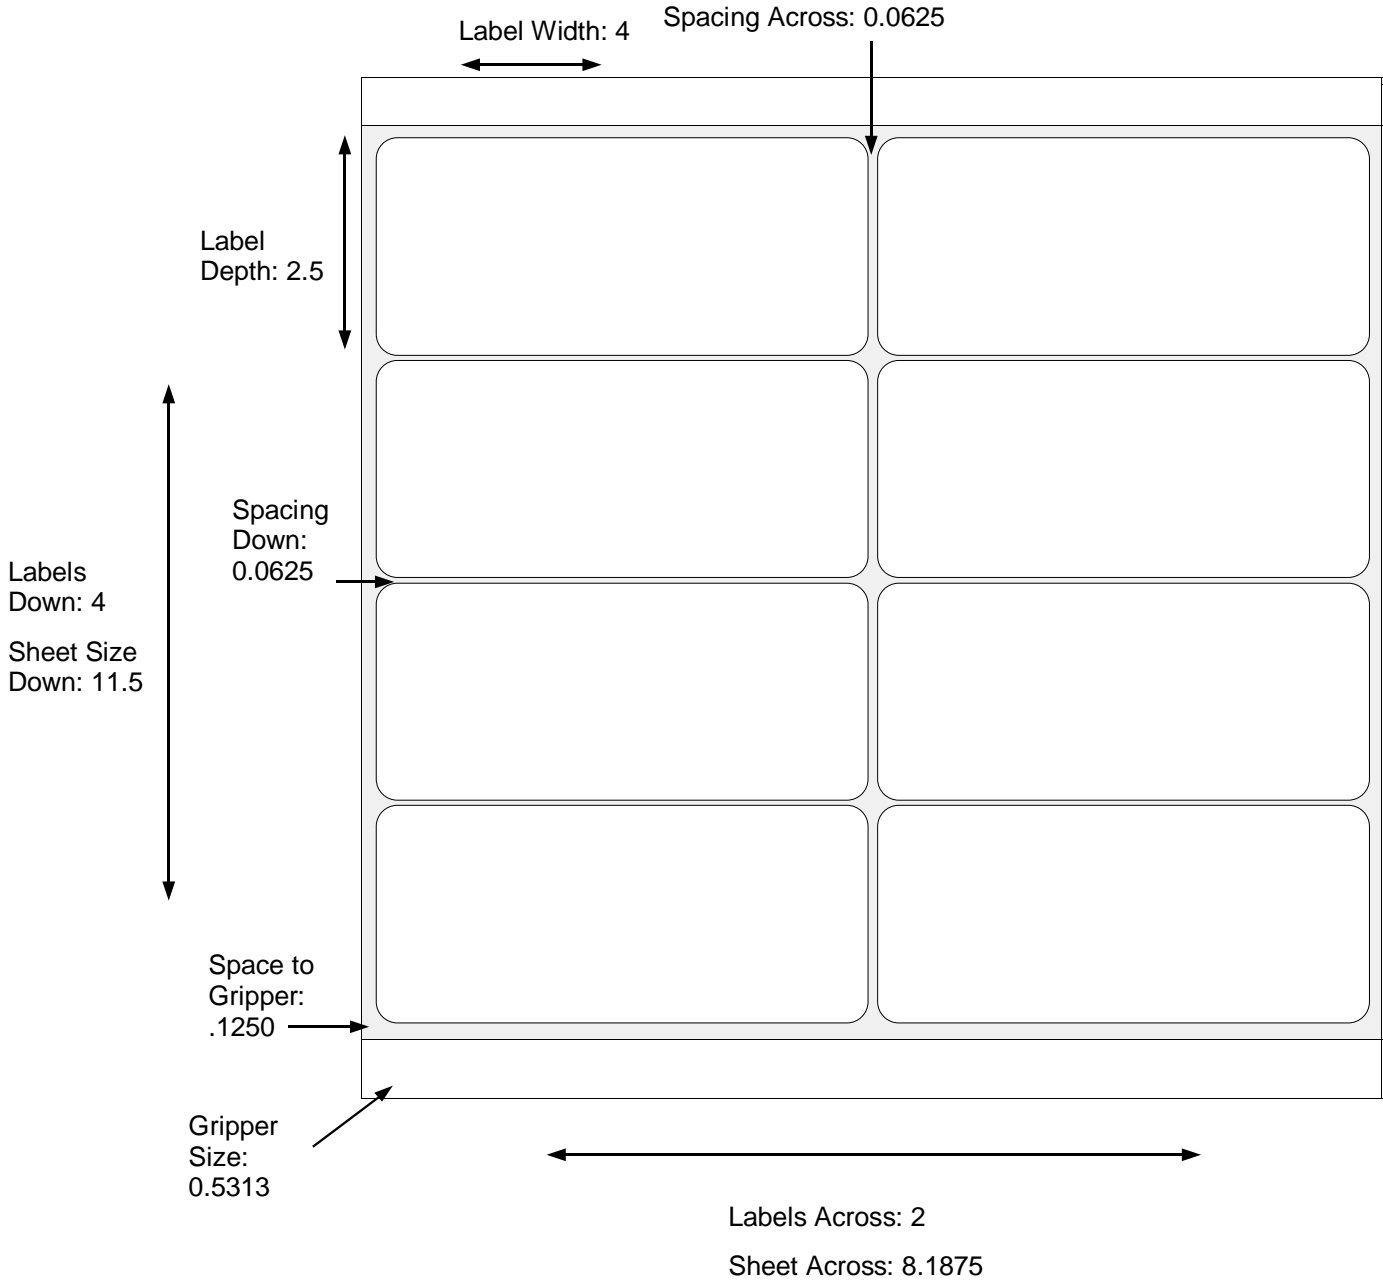 Spacing Across: 0.0625
Label Width: 4
Label
Depth: 2.5
Spacing
Down:
0.0625
Labels
Down: 4
Sheet Size
Down: 11.5
Space to
Gripper:
.1250
Gripper
Size:
0.5313
Labels Across: 2
Sheet Across: 8.1875